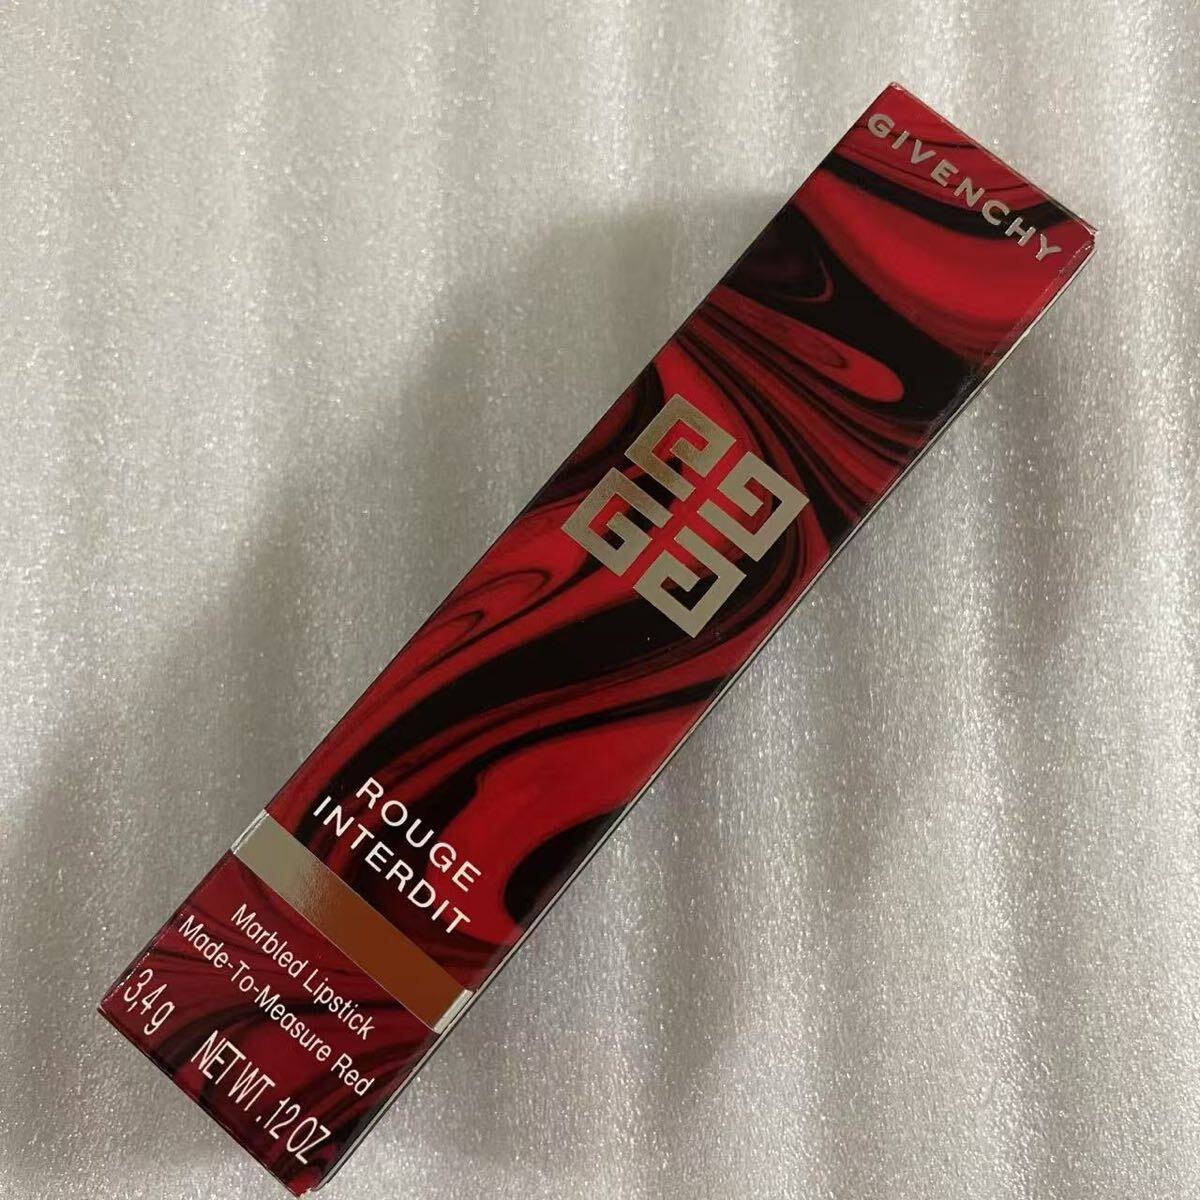 GIVENCHY
ROUGE
INTERDIT
Marbled Lipstick
Made-To-Measure Red
3,4 g NET WT. .12 OZ